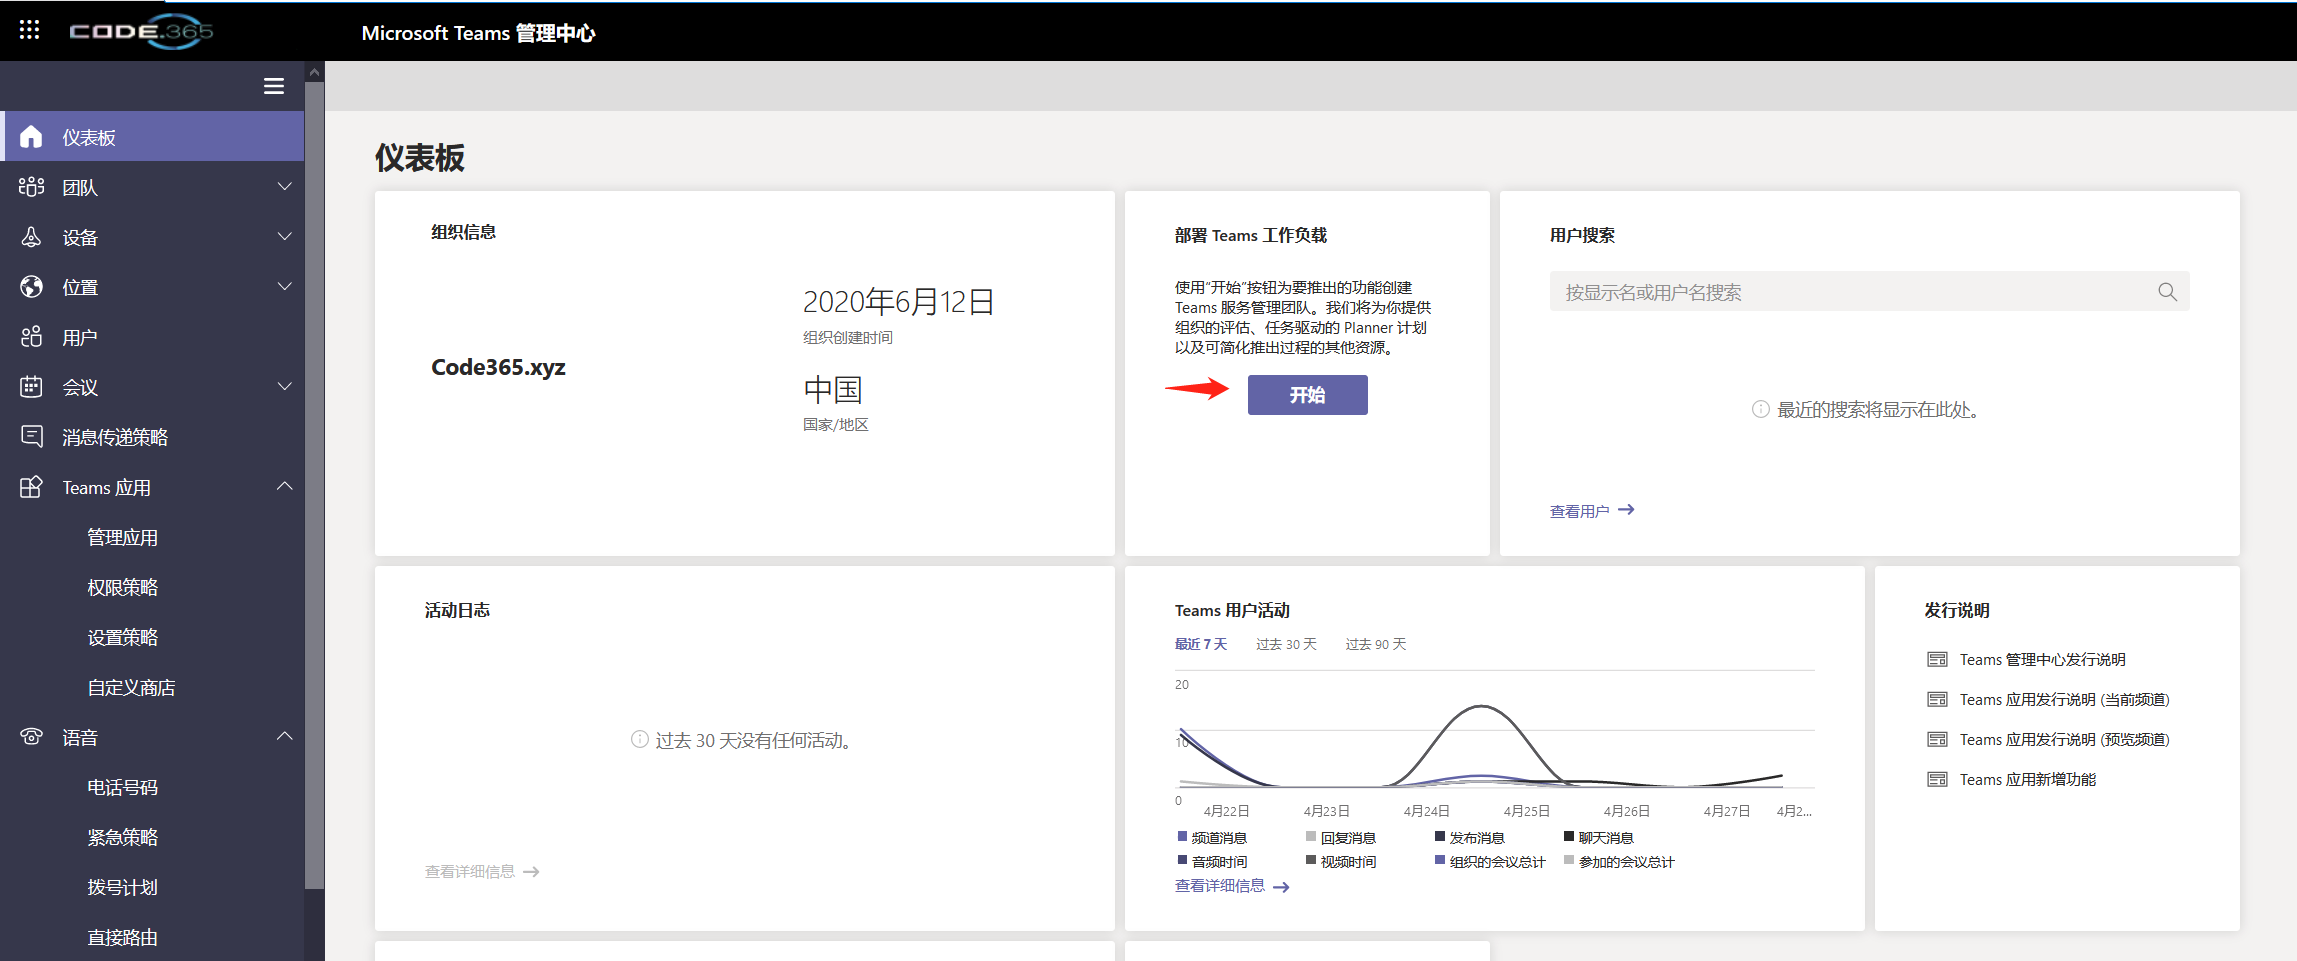 CODE.365
Microsoft Teams 管理中心
仪表板
团队
设备
位置
用户
会议
消息传递策略
Teams 应用
管理应用
权限策略
设置策略
自定义商店
语音
电话号码
紧急策略
拨号计划
直接路由
仪表板
组织信息
Code365.xyz
2020年6月12日
组织创建时间
中国
国家/地区
部署 Teams 工作负载
使用“开始”按钮为要推出的功能创建
Teams 服务管理团队。我们将为你提供
组织的评估、任务驱动的 Planner 计划
以及可简化推出过程的其他资源。
开始
用户搜索
按显示名或用户名搜索
最近的搜索将显示在此处。
查看用户
活动日志
过去 30 天没有任何活动。
查看详细信息
Teams 用户活动
最近 7 天 过去 30 天 过去 90 天
20
10
0
4月22日 4月23日 4月24日 4月25日 4月26日 4月27日 4月2...
频道消息 回复消息 发布消息 聊天消息
音频时间 视频时间 组织的会议总计 参加的会议总计
查看详细信息
发行说明
Teams 管理中心发行说明
Teams 应用发行说明 (当前频道)
Teams 应用发行说明 (预览频道)
Teams 应用新增功能